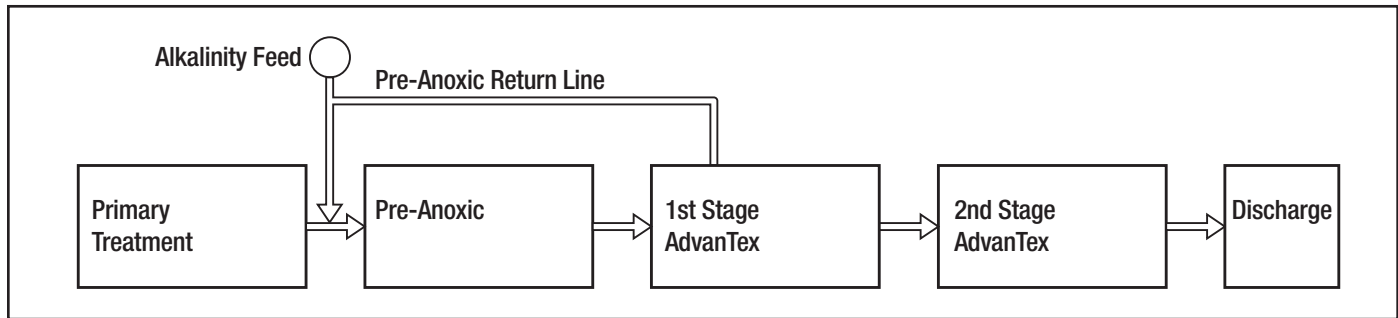 Alkalinity Feed
Pre-Anoxic Return Line
Primary
Treatment
Pre-Anoxic
1st Stage
AdvanTex
2nd Stage
AdvanTex
Discharge